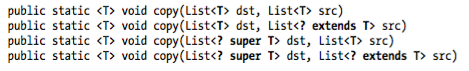 public static <T> void copy(List<T> dst, List<T> src)
public static <T> void copy(List<T> dst, List<? extends T> src)
public static <T> void copy(List<? super T> dst, List<T> src)
public static <T> void copy(List<? super T> dst, List<? extends T> src)